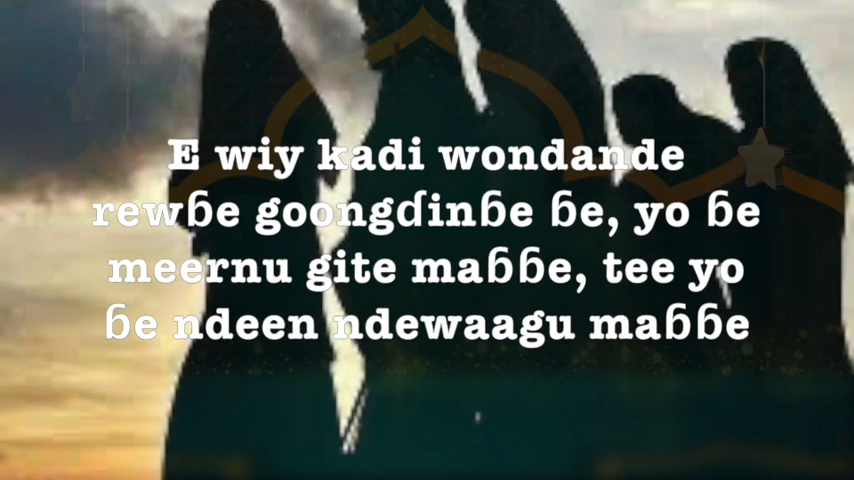 E wiy kadi wondande
rewɓe goongɗinɓe ɓe, yo ɓe
meernu gite maɓɓe, tee yo
ɓe ndeen ndewaagu maɓɓe